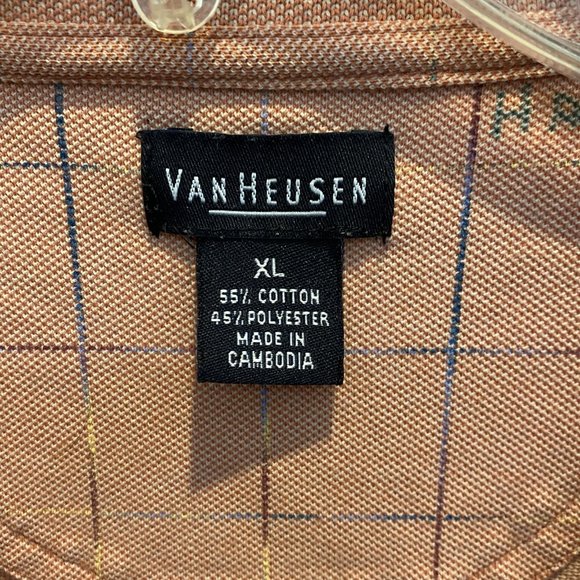 VAN HEUSEN
XL
55% COTTON
45% POLYESTER
MADE IN
CAMBODIA